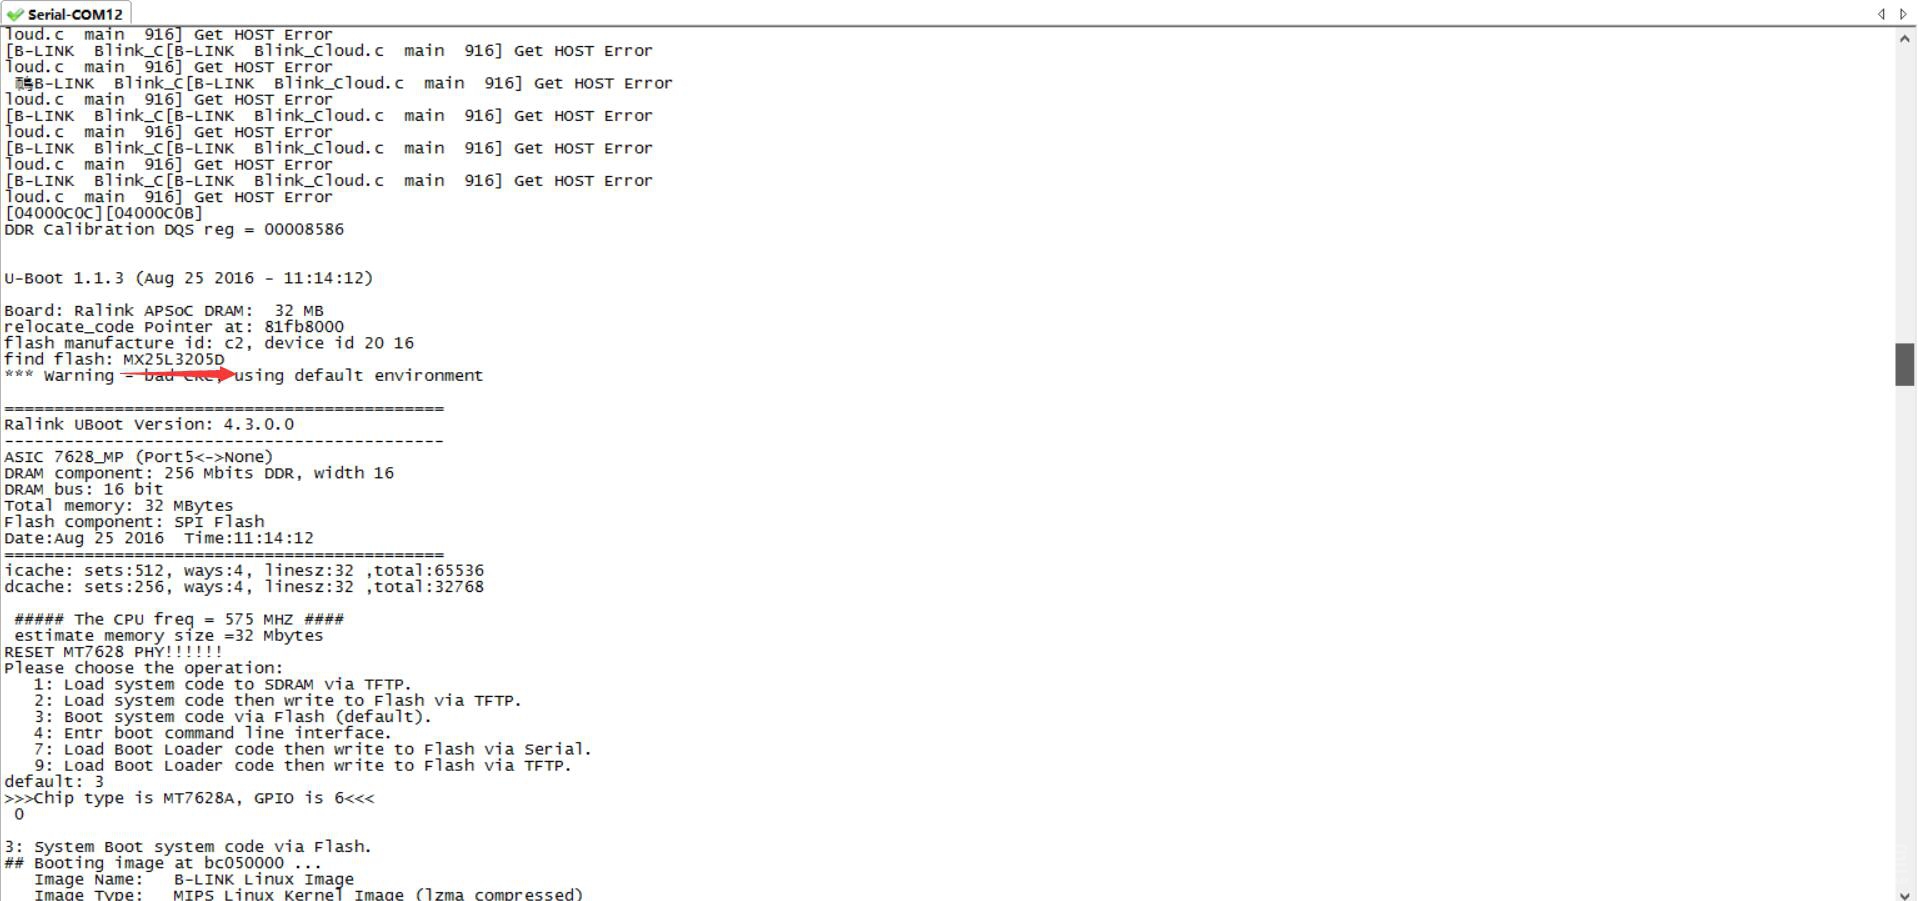 Serial-COM12
loud.c  main  916] Get HOST Error
[B-LINK  Blink_C[B-LINK  Blink_Cloud.c  main  916] Get HOST Error
loud.c  main  916] Get HOST Error
B-LINK  Blink_C[B-LINK  Blink_Cloud.c  main  916] Get HOST Error
loud.c  main  916] Get HOST Error
[B-LINK  Blink_C[B-LINK  Blink_Cloud.c  main  916] Get HOST Error
loud.c  main  916] Get HOST Error
[B-LINK  Blink_C[B-LINK  Blink_Cloud.c  main  916] Get HOST Error
loud.c  main  916] Get HOST Error
[B-LINK  Blink_C[B-LINK  Blink_Cloud.c  main  916] Get HOST Error
loud.c  main  916] Get HOST Error
[04000C0C][04000C0B]
DDR Calibration DQS reg = 00008586
U-Boot 1.1.3 (Aug 25 2016 - 11:14:12)
Board: Ralink APSoC DRAM:  32 MB
relocate_code Pointer at: 81fb8000
flash manufacture id: c2, device id 20 16
find flash: MX25L3205D
*** Warning - bad CRC, using default environment
============================================
Ralink UBoot Version: 4.3.0.0
--------------------------------------------
ASIC 7628_MP (Port5<->None)
DRAM component: 256 Mbits DDR, width 16
DRAM bus: 16 bit
Total memory: 32 MBytes
Flash component: SPI Flash
Date:Aug 25 2016  Time:11:14:12
============================================
icache: sets:512, ways:4, linesz:32 ,total:65536
dcache: sets:256, ways:4, linesz:32 ,total:32768
##### The CPU freq = 575 MHZ ####
estimate memory size =32 Mbytes
RESET MT7628 PHY!!!!!!
Please choose the operation:
1: Load system code to SDRAM via TFTP.
2: Load system code then write to Flash via TFTP.
3: Boot system code via Flash (default).
4: Entr boot command line interface.
7: Load Boot Loader code then write to Flash via Serial.
9: Load Boot Loader code then write to Flash via TFTP.
default: 3
>>>Chip type is MT7628A, GPIO is 6<<<
0
3: System Boot system code via Flash.
## Booting image at bc050000 ...
Image Name:   B-LINK Linux Image
Image Type:   MIPS Linux Kernel Image (lzma compressed)